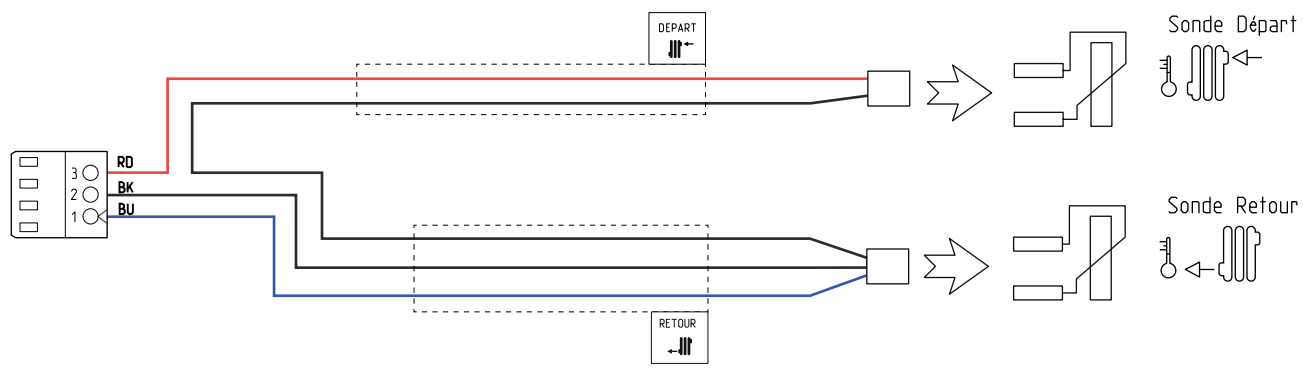 DEPART
Sonde Départ
3 RD
2 BK
1 BU
Sonde Retour
RETOUR